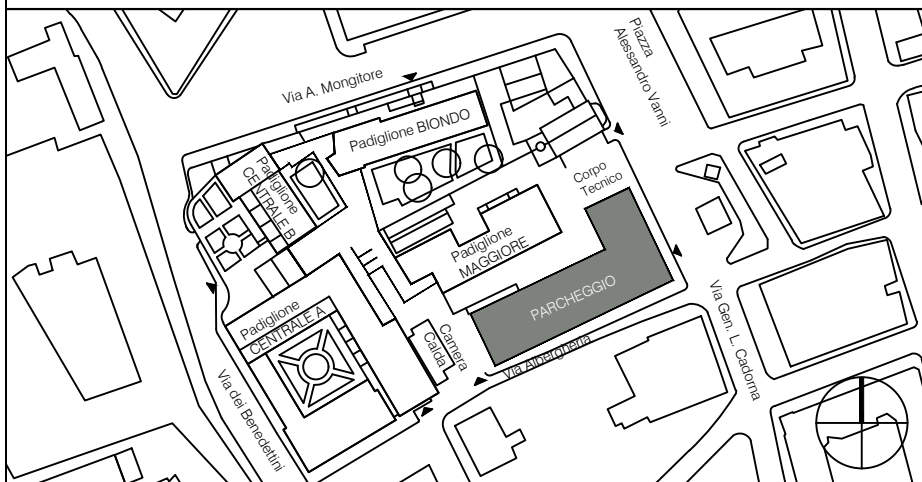 Piazza
Alessandro Vanni
Via A. Mongitore
Padiglione BIONDO
Padiglione
CENTRALE B
Corpo
Tecnico
Padiglione
MAGGIORE
PARCHEGGIO
Padiglione
CENTRALE A
Camera
Calda
Via Albergheria
Via Gen. L. Cadorna
Via dei Benedettini